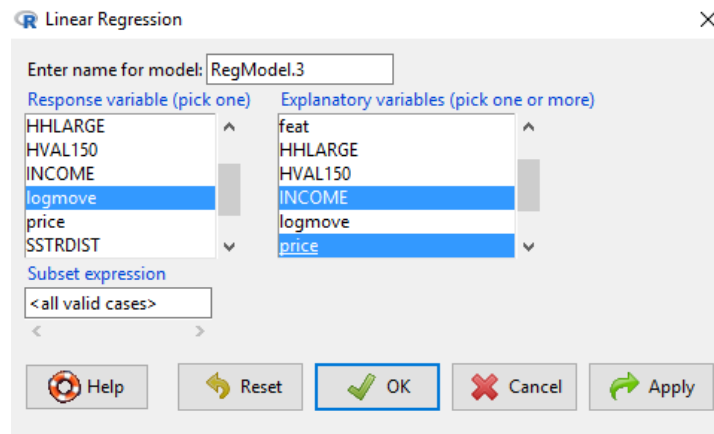 Linear Regression
Enter name for model: RegModel.3
Response variable (pick one) Explanatory variables (pick one or more)
HHLARGE feat
HVAL150 HHLARGE
INCOME HVAL150
logmove INCOME
price logmove
SSTRDIST price
Subset expression
<all valid cases>
Help Reset OK Cancel Apply